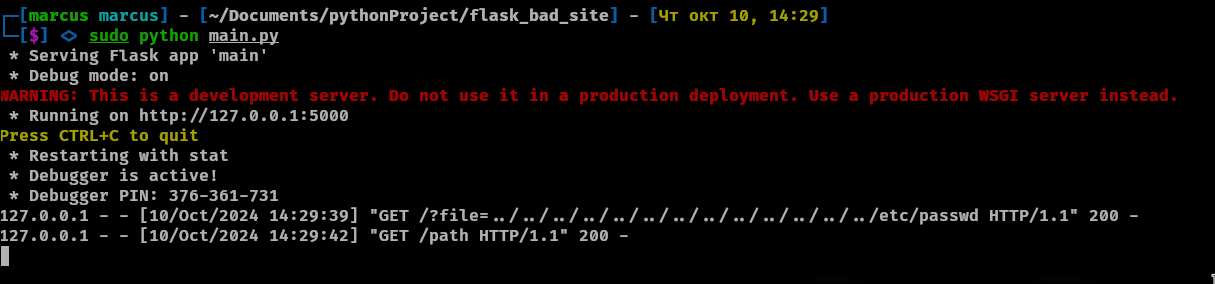 ┌─[marcus marcus] - [~/Documents/pythonProject/flask_bad_site] - [Чт окт 10, 14:29]
└─[$] <> sudo python main.py
 * Serving Flask app 'main'
 * Debug mode: on
WARNING: This is a development server. Do not use it in a production deployment. Use a production WSGI server instead.
 * Running on http://127.0.0.1:5000
Press CTRL+C to quit
 * Restarting with stat
 * Debugger is active!
 * Debugger PIN: 376-361-731
127.0.0.1 - - [10/Oct/2024 14:29:39] "GET /?file=../../../../../../../../../../../../../etc/passwd HTTP/1.1" 200 -
127.0.0.1 - - [10/Oct/2024 14:29:42] "GET /path HTTP/1.1" 200 -